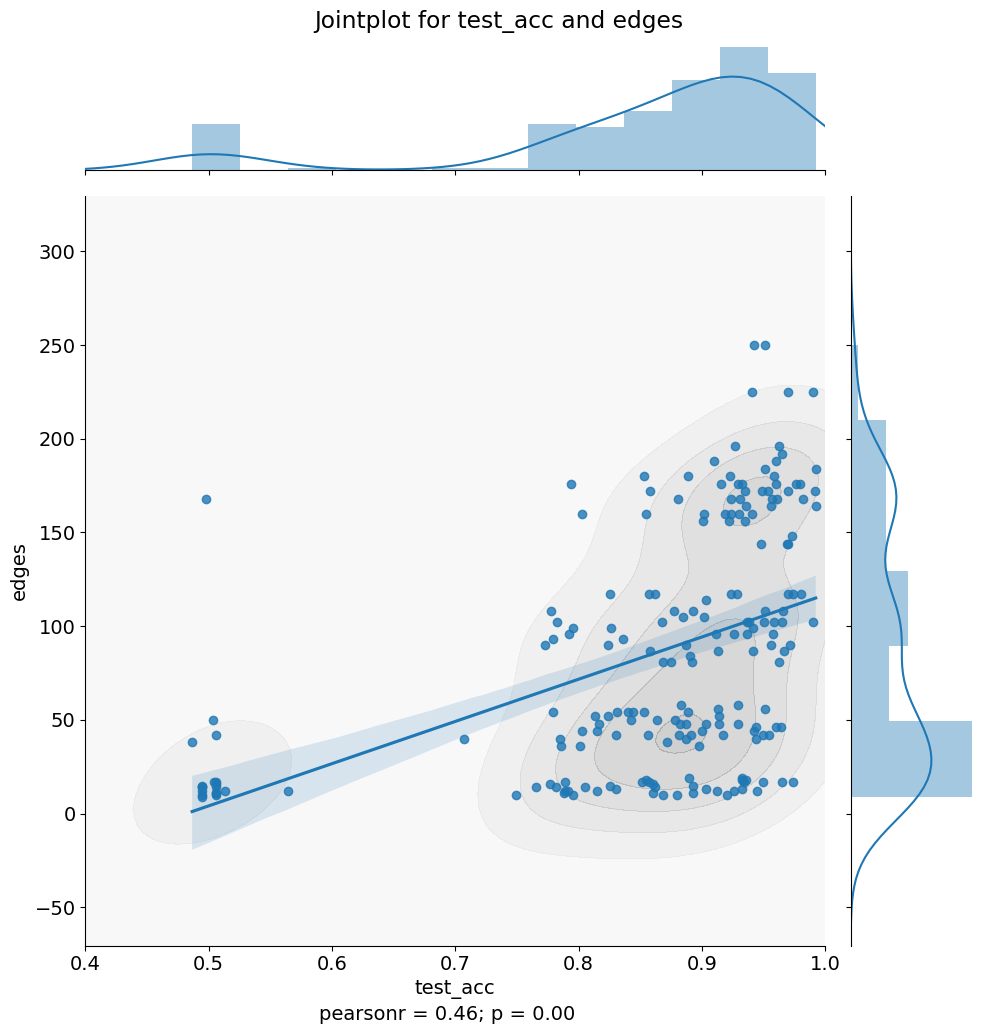 Jointplot for test_acc and edges
300
250
200
150
100
50
0
−50
edges
0.4 0.5 0.6 0.7 0.8 0.9 1.0
test_acc
pearsonr = 0.46; p = 0.00